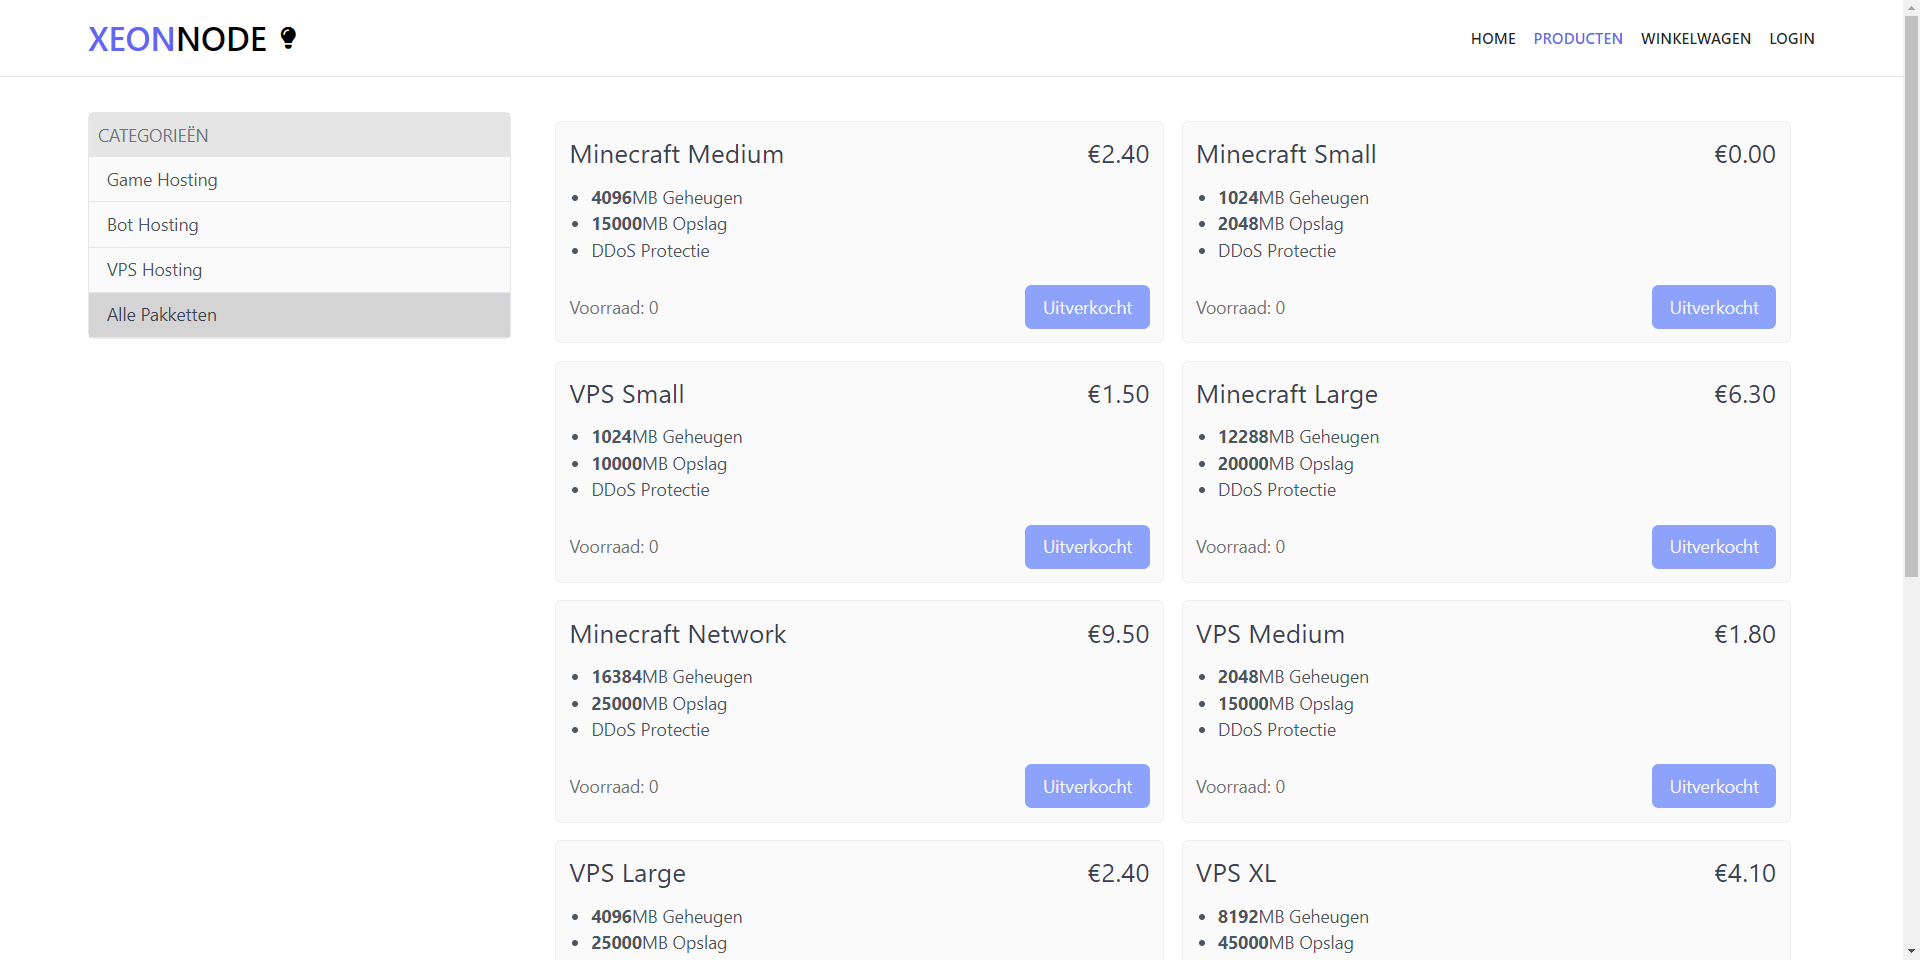 XEONNODE
HOME PRODUCTEN WINKELWAGEN LOGIN
CATEGORIEËN
Game Hosting
Bot Hosting
VPS Hosting
Alle Pakketten
Minecraft Medium €2.40
4096MB Geheugen
15000MB Opslag
DDoS Protectie
Voorraad: 0 Uitverkocht
Minecraft Small €0.00
1024MB Geheugen
2048MB Opslag
DDoS Protectie
Voorraad: 0 Uitverkocht
VPS Small €1.50
1024MB Geheugen
10000MB Opslag
DDoS Protectie
Voorraad: 0 Uitverkocht
Minecraft Large €6.30
12288MB Geheugen
20000MB Opslag
DDoS Protectie
Voorraad: 0 Uitverkocht
Minecraft Network €9.50
16384MB Geheugen
25000MB Opslag
DDoS Protectie
Voorraad: 0 Uitverkocht
VPS Medium €1.80
2048MB Geheugen
15000MB Opslag
DDoS Protectie
Voorraad: 0 Uitverkocht
VPS Large €2.40
4096MB Geheugen
25000MB Opslag
VPS XL €4.10
8192MB Geheugen
45000MB Opslag